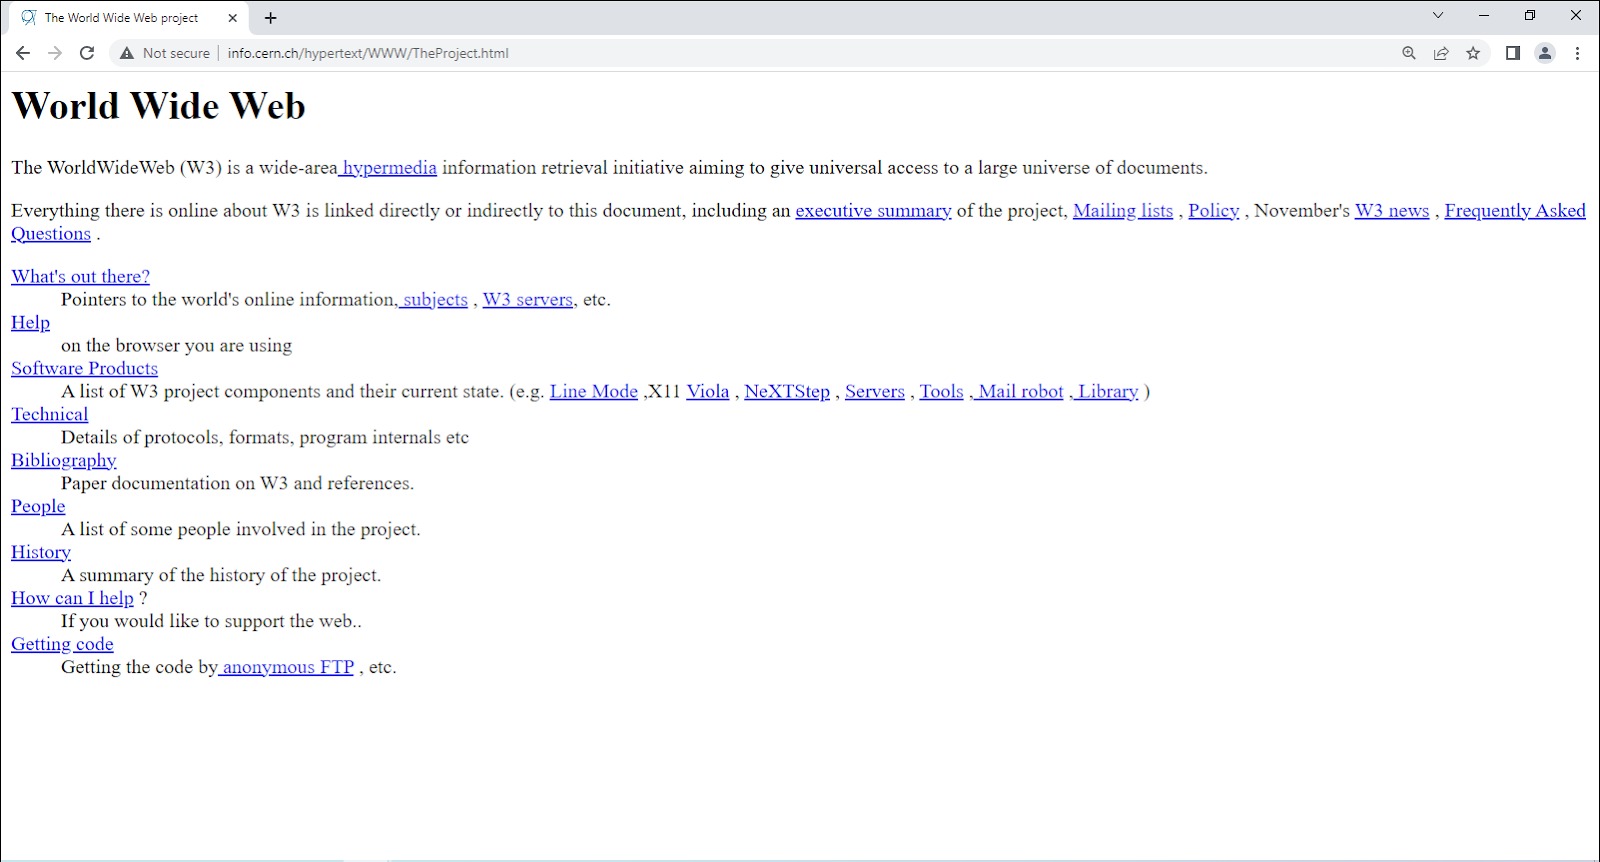 The World Wide Web project
Not secure | info.cern.ch/hypertext/WWW/TheProject.html
World Wide Web
The WorldWideWeb (W3) is a wide-area hypermedia information retrieval initiative aiming to give universal access to a large universe of documents.
Everything there is online about W3 is linked directly or indirectly to this document, including an executive summary of the project, Mailing lists , Policy , November's W3 news , Frequently Asked
Questions .
What's out there?
Pointers to the world's online information, subjects , W3 servers, etc.
Help
on the browser you are using
Software Products
A list of W3 project components and their current state. (e.g. Line Mode ,X11 Viola , NeXTStep , Servers , Tools , Mail robot , Library )
Technical
Details of protocols, formats, program internals etc
Bibliography
Paper documentation on W3 and references.
People
A list of some people involved in the project.
History
A summary of the history of the project.
How can I help ?
If you would like to support the web..
Getting code
Getting the code by anonymous FTP , etc.